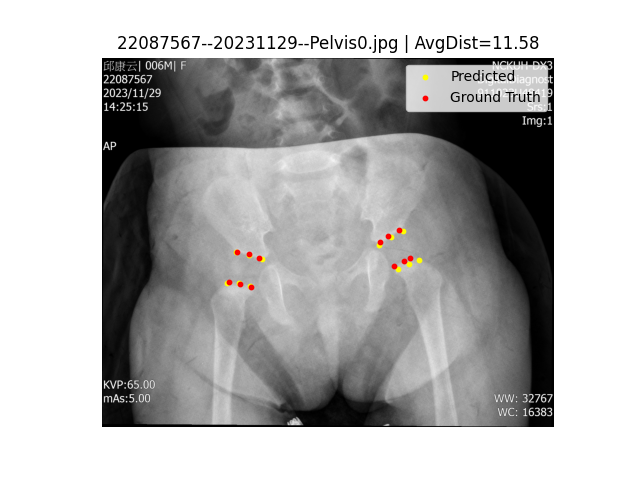 22087567--20231129--Pelvis0.jpg | AvgDist=11.58
邱康云| 006M| F
22087567
2023/11/29
14:25:15
AP
NCKUH-DX3
Predicted
Ground Truth
Srs:1
Img:1
KVP:65.00
mAs:5.00
WW: 32767
WC: 16383